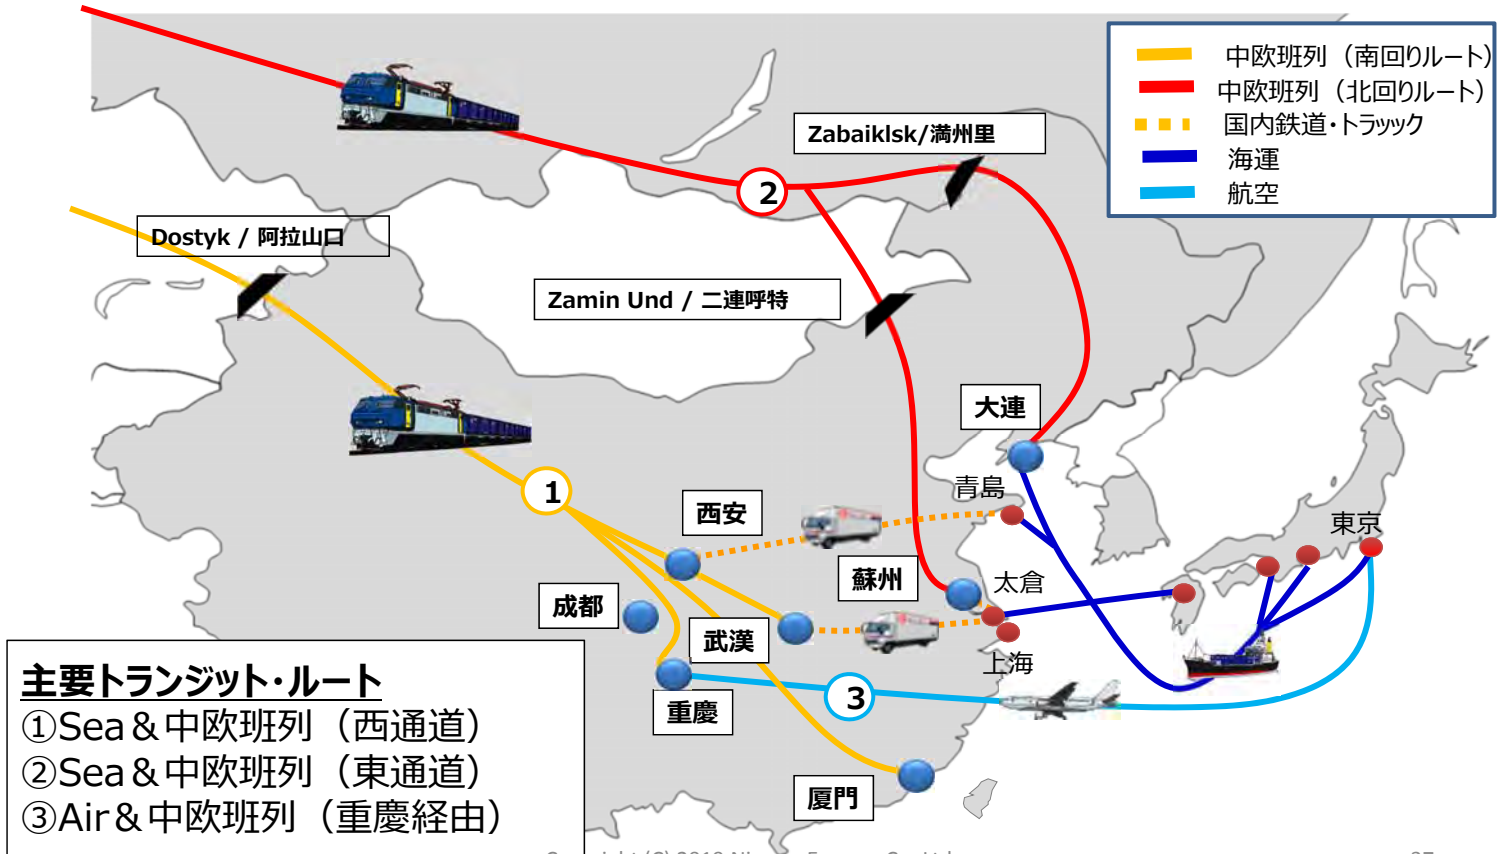 中欧班列（南回りルート）
中欧班列（北回りルート）
国内鉄道・トラッック
海運
航空
Zabaiklsk/満州里
2
Dostyk / 阿拉山口
Zamin Und / 二連呼特
大連
青島
1
西安
東京
蘇州
太倉
成都
武漢
上海
重慶
3
厦門
主要トランジット・ルート
①Sea＆中欧班列（西通道）
②Sea＆中欧班列（東通道）
③Air＆中欧班列（重慶経由）